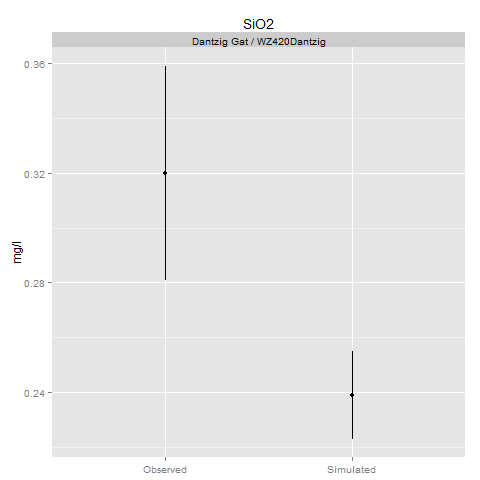 SiO2
Dantzig Gat / WZ420Dantzig
0.36
0.32
0.28
0.24
mg/l
Observed Simulated